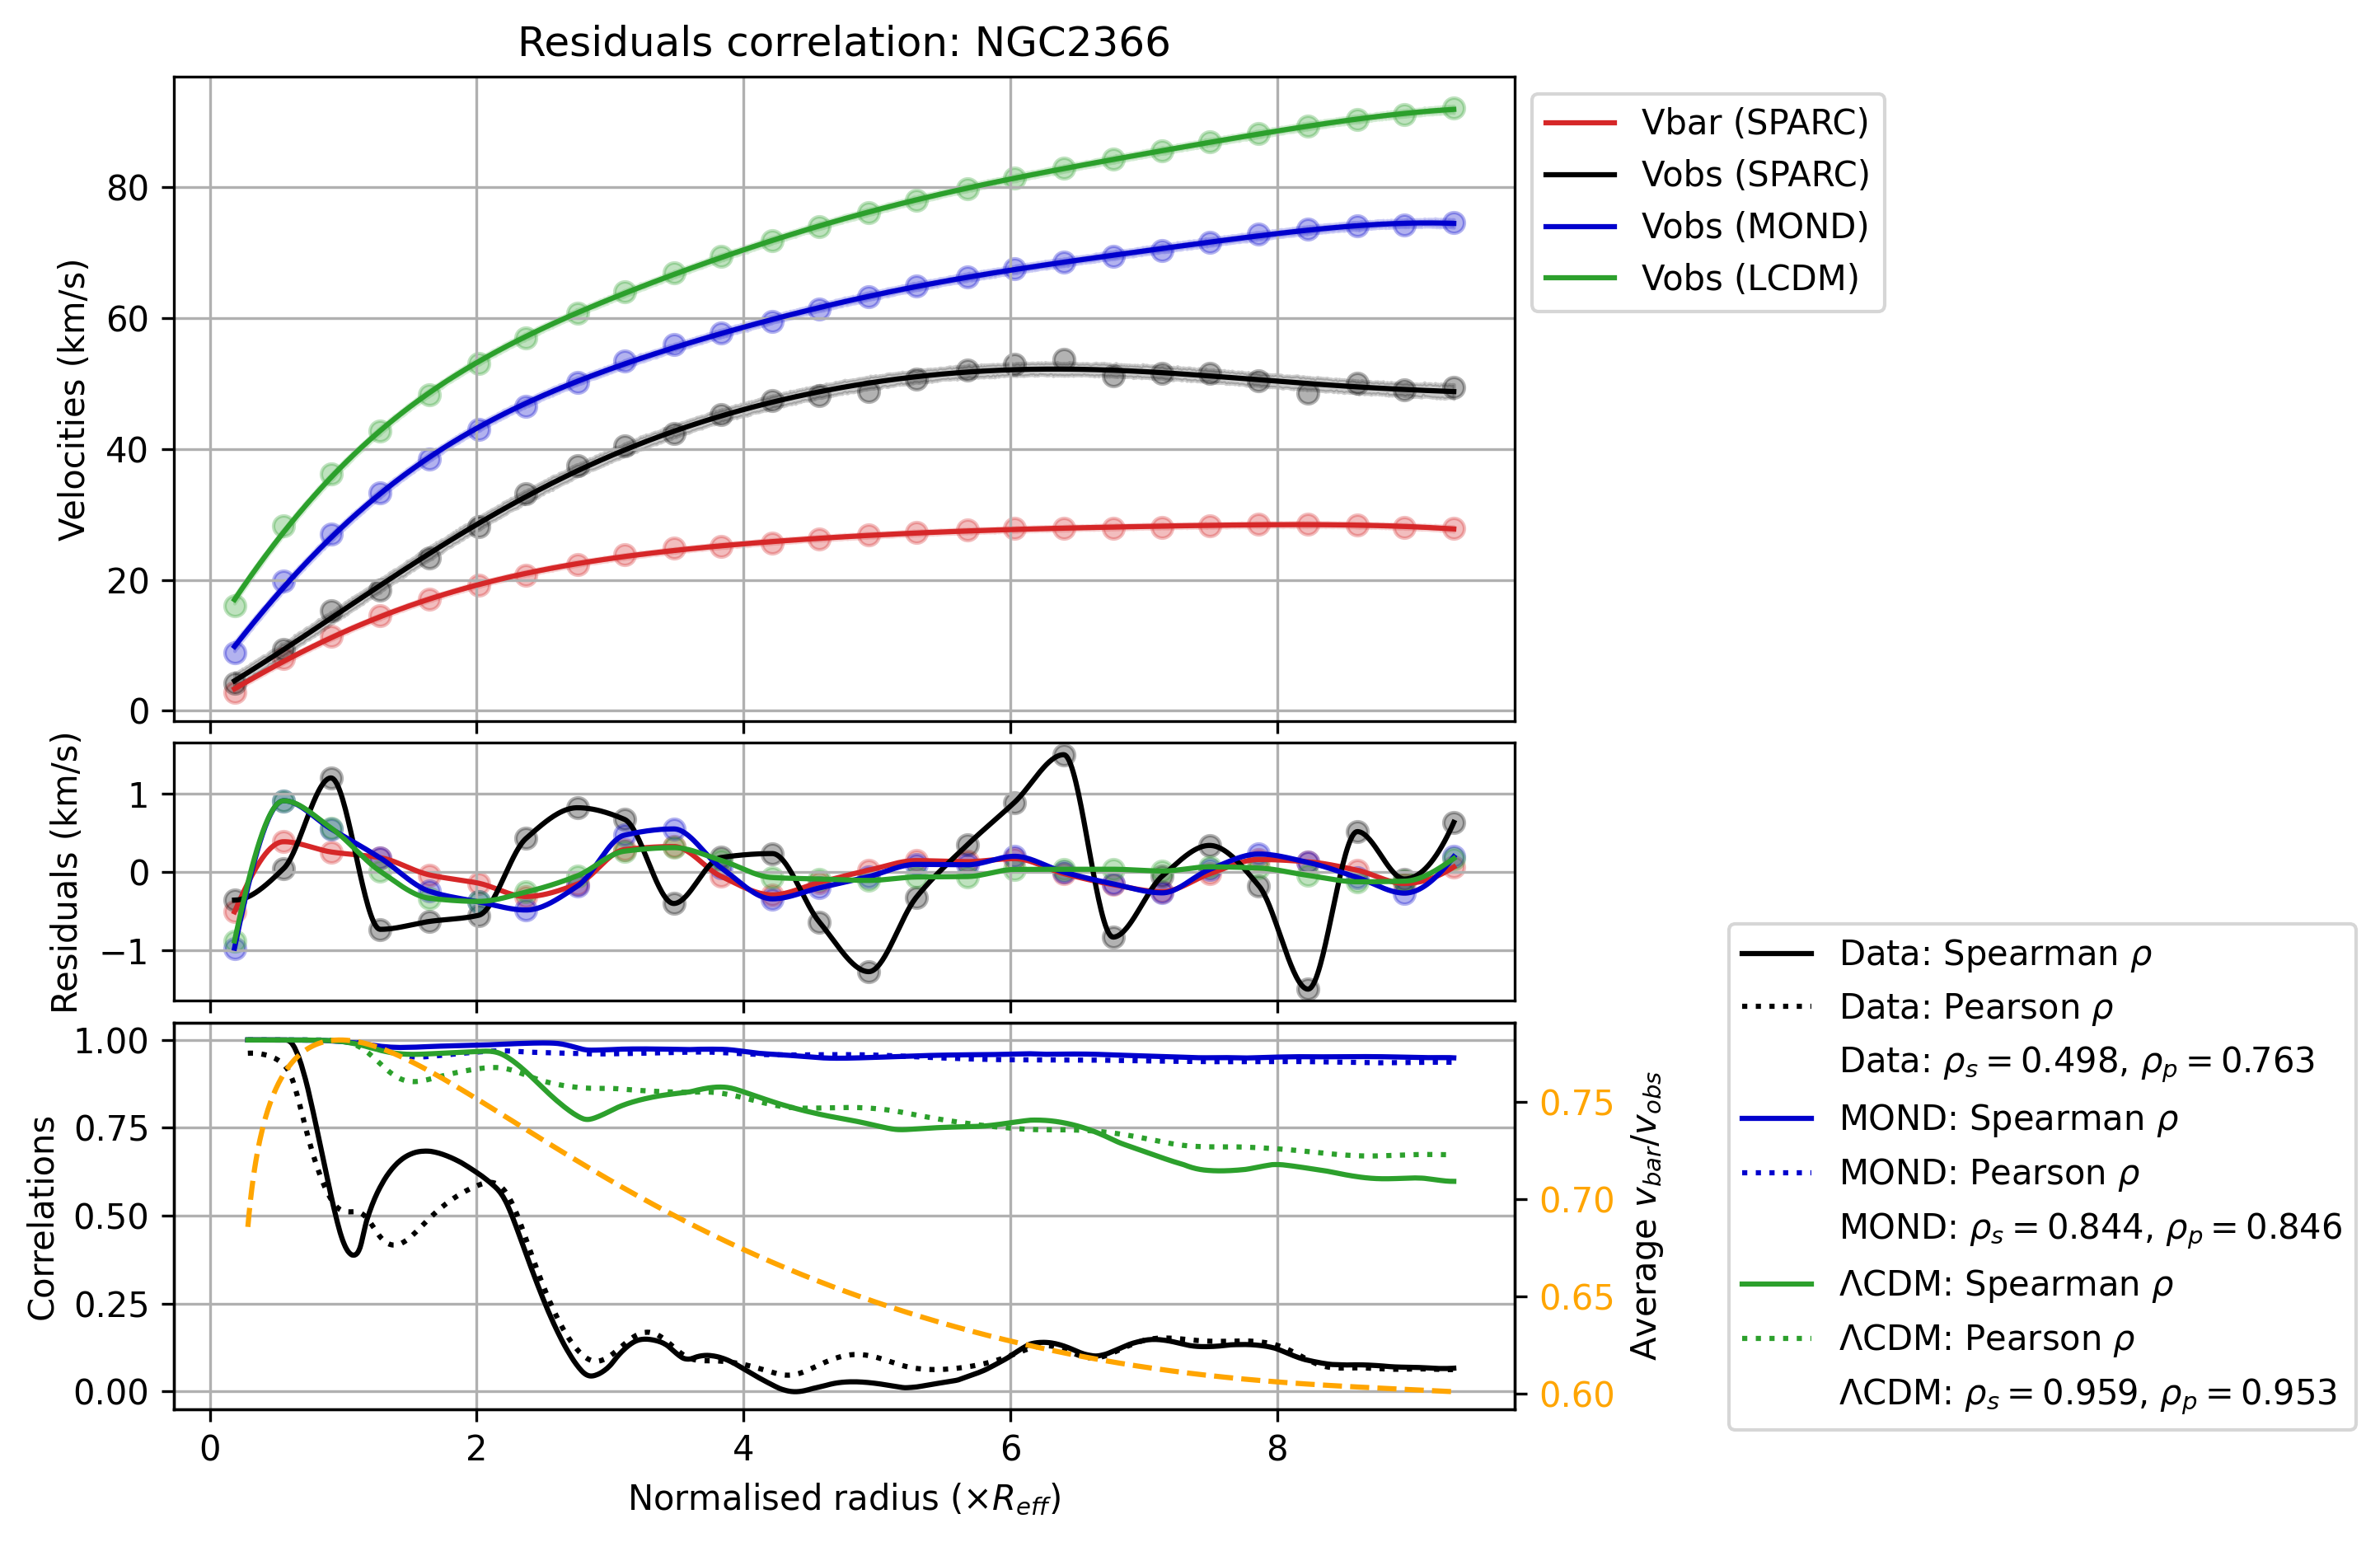 Residuals correlation: NGC2366
Velocities (km/s)
80
60
40
20
0
Vbar (SPARC)
Vobs (SPARC)
Vobs (MOND)
Vobs (LCDM)
Residuals (km/s)
1
0
−1
Correlations
1.00
0.75
0.50
0.25
0.00
0.75
0.70
0.65
0.60
Average v_bar/v_obs
0 2 4 6 8
Normalised radius (×R_eff)
Data: Spearman ρ
Data: Pearson ρ
Data: ρ_s = 0.498, ρ_p = 0.763
MOND: Spearman ρ
MOND: Pearson ρ
MOND: ρ_s = 0.844, ρ_p = 0.846
ΛCDM: Spearman ρ
ΛCDM: Pearson ρ
ΛCDM: ρ_s = 0.959, ρ_p = 0.953